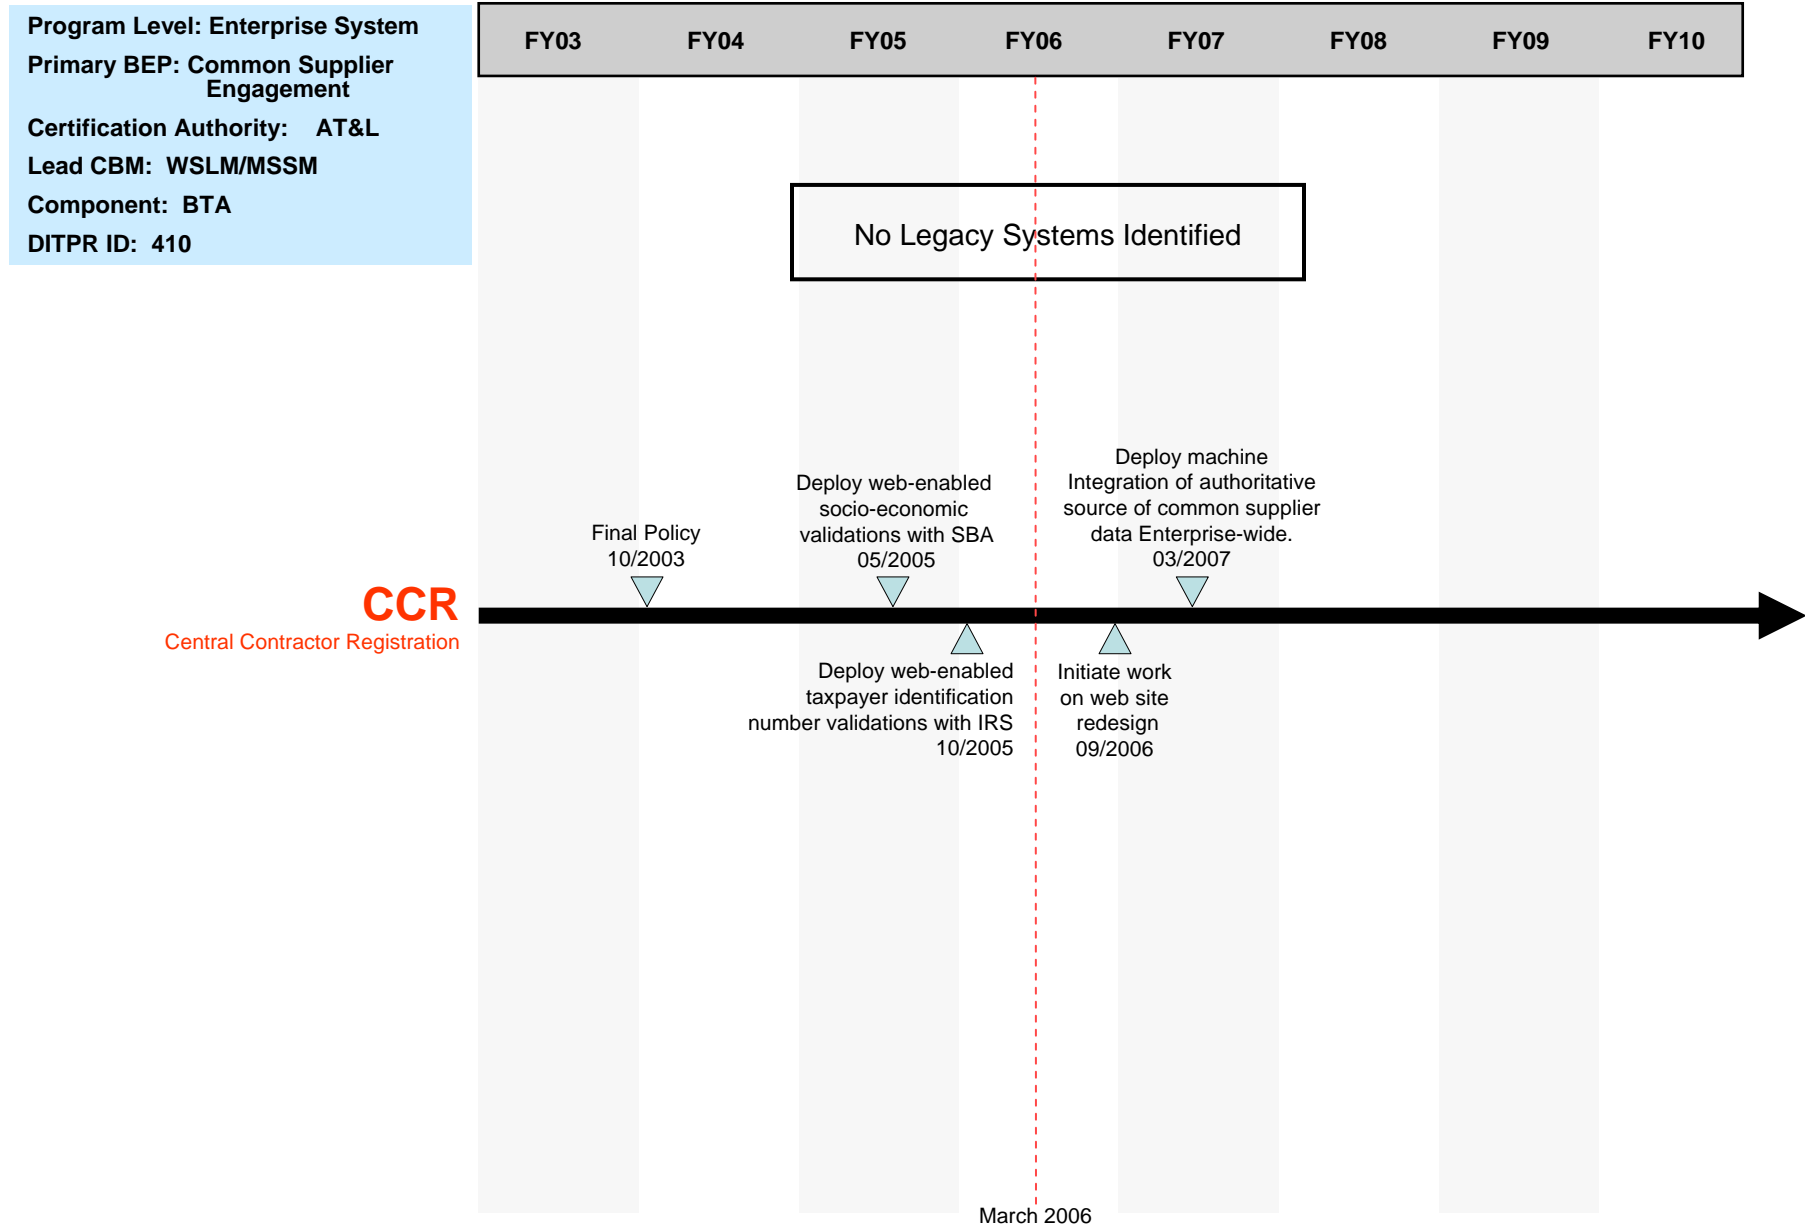 Program Level: Enterprise System
Primary BEP: Common Supplier
Engagement
Certification Authority: AT&L
Lead CBM: WSLM/MSSM
Component: BTA
DITPR ID: 410
FY03 FY04 FY05 FY06 FY07 FY08 FY09 FY10
No Legacy Systems Identified
Final Policy
10/2003
Deploy web-enabled
socio-economic
validations with SBA
05/2005
Deploy machine
Integration of authoritative
source of common supplier
data Enterprise-wide.
03/2007
CCR
Central Contractor Registration
Deploy web-enabled
taxpayer identification
number validations with IRS
10/2005
Initiate work
on web site
redesign
09/2006
March 2006